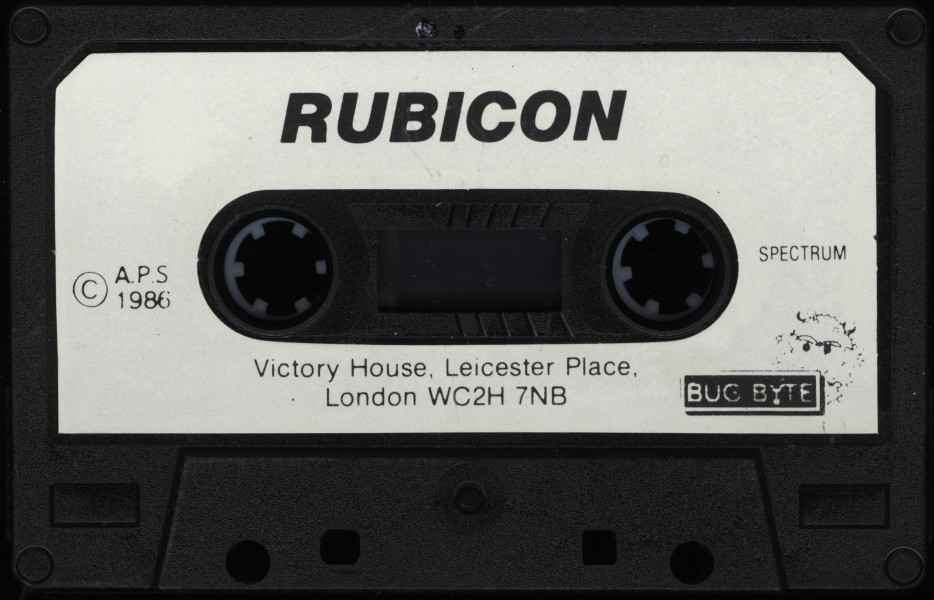 RUBICON
© A.P.S
1986
SPECTRUM
Victory House, Leicester Place,
London WC2H 7NB
BUG BYTE